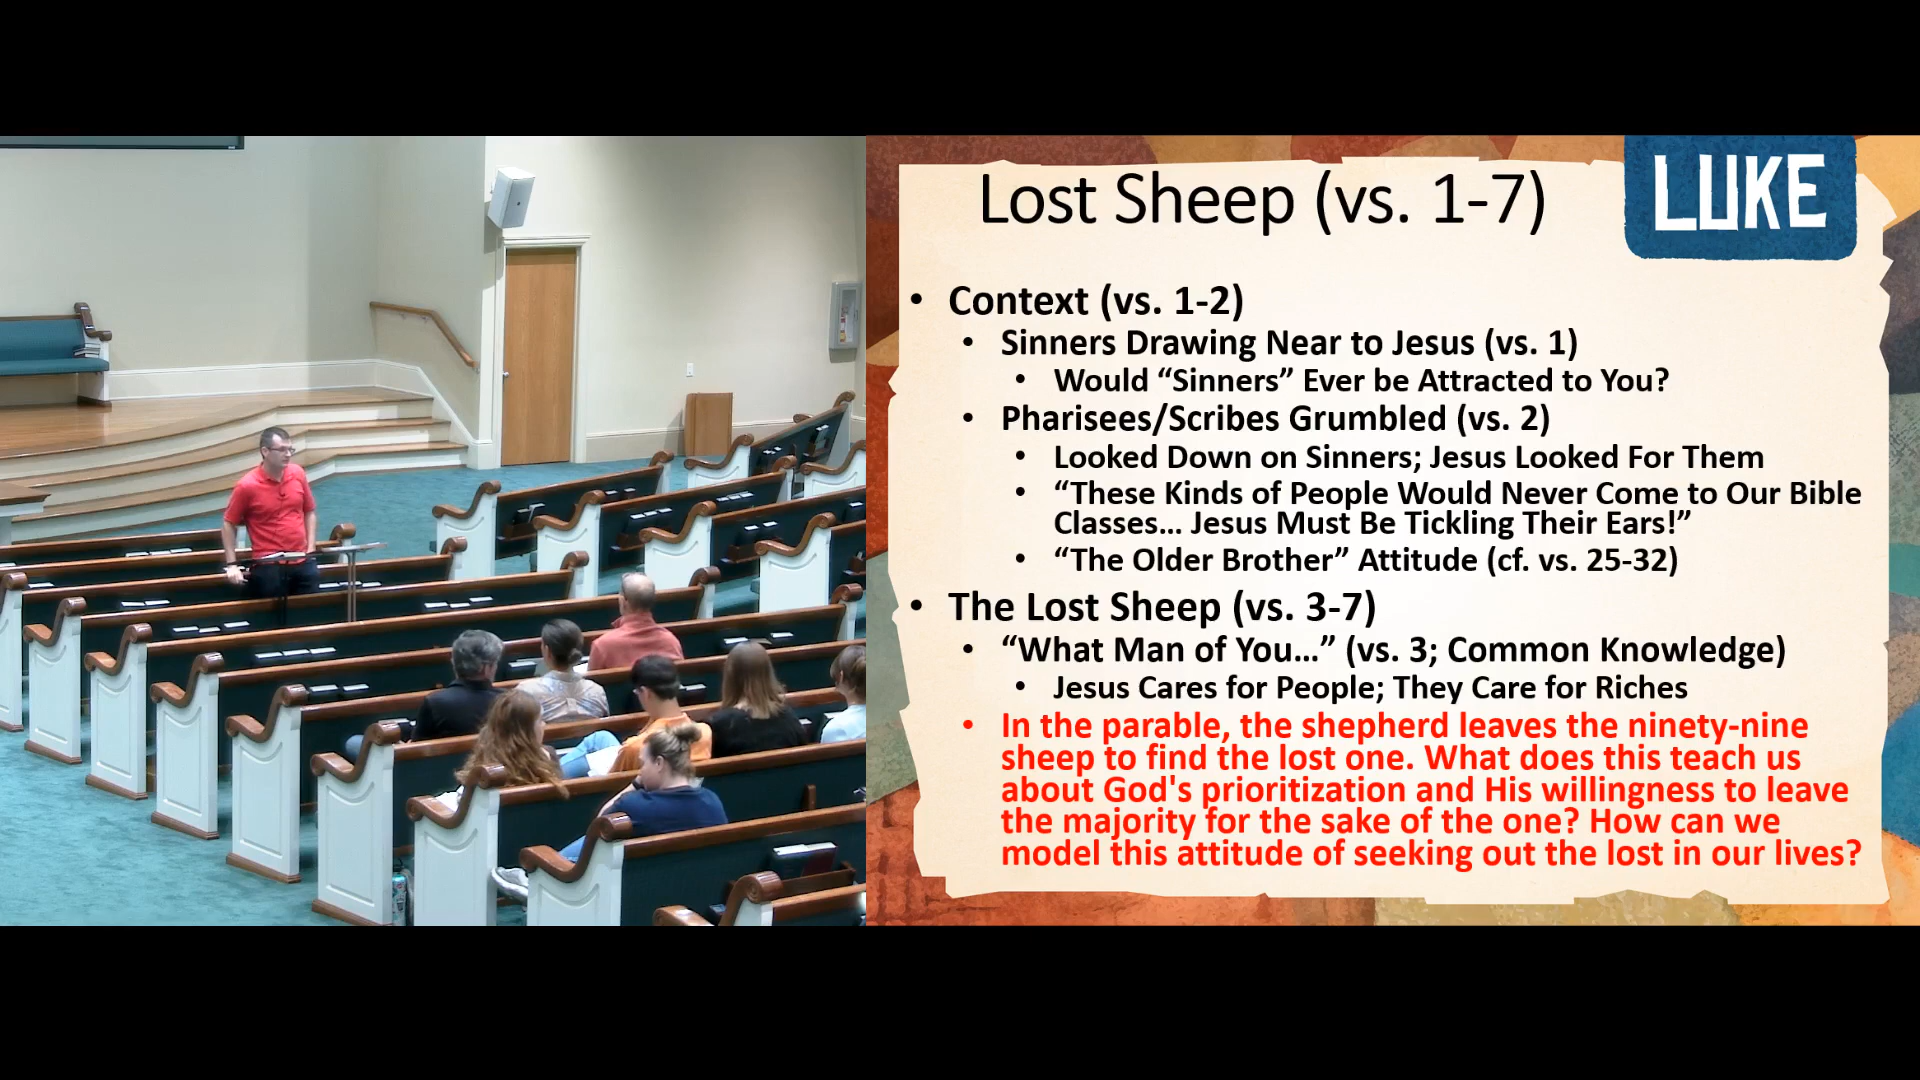 Lost Sheep (vs. 1-7)
LUKE
• Context (vs. 1-2)
• Sinners Drawing Near to Jesus (vs. 1)
• Would “Sinners” Ever be Attracted to You?
• Pharisees/Scribes Grumbled (vs. 2)
• Looked Down on Sinners; Jesus Looked For Them
• “These Kinds of People Would Never Come to Our Bible
Classes… Jesus Must Be Tickling Their Ears!”
• “The Older Brother” Attitude (cf. vs. 25-32)
• The Lost Sheep (vs. 3-7)
• “What Man of You…” (vs. 3; Common Knowledge)
• Jesus Cares for People; They Care for Riches
• In the parable, the shepherd leaves the ninety-nine
sheep to find the lost one. What does this teach us
about God's prioritization and His willingness to leave
the majority for the sake of the one? How can we
model this attitude of seeking out the lost in our lives?